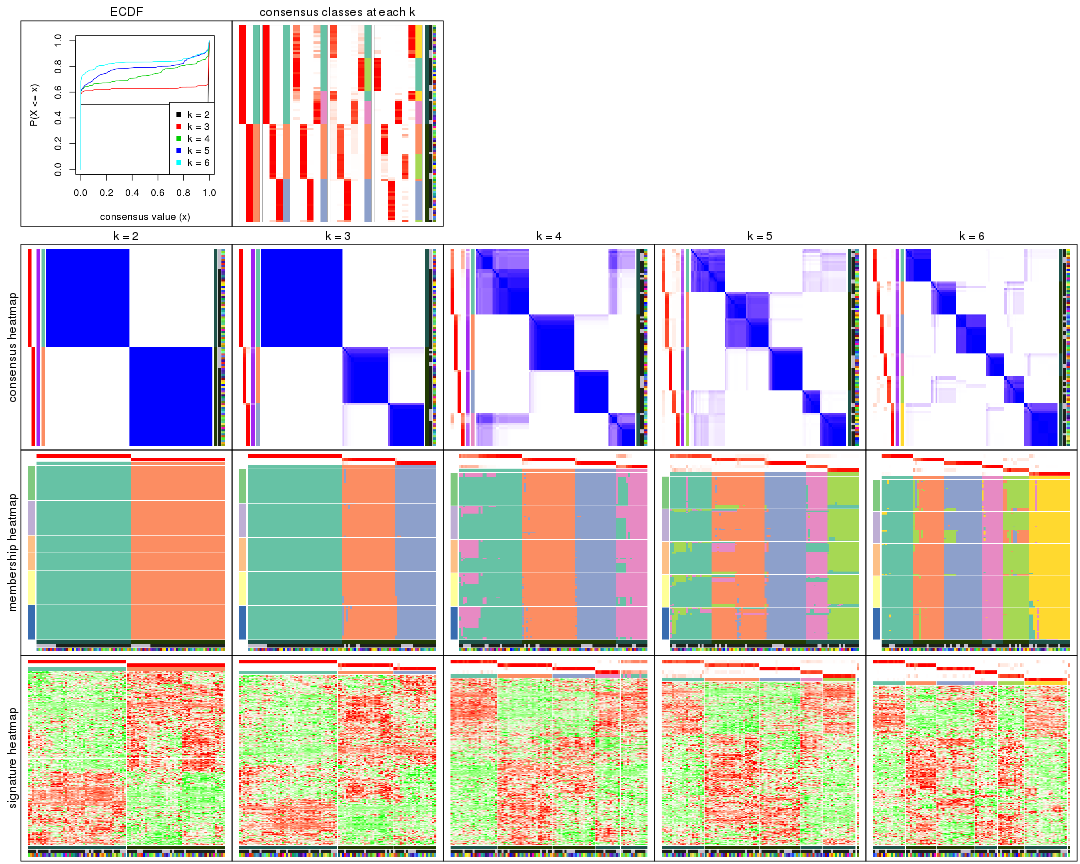 ECDF
consensus classes at each k
P(X <= x)
1.0
0.8
0.6
0.4
0.2
0.0
k = 2
k = 3
k = 4
k = 5
k = 6
0.0 0.2 0.4 0.6 0.8 1.0
consensus value (x)
k = 2
k = 3
k = 4
k = 5
k = 6
consensus heatmap
membership heatmap
signature heatmap